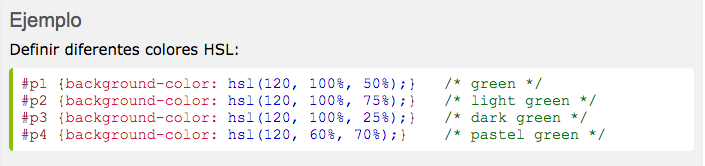 Ejemplo
Definir diferentes colores HSL:
#p1 {background-color: hsl(120, 100%, 50%);}   /* green */
#p2 {background-color: hsl(120, 100%, 75%);}   /* light green */
#p3 {background-color: hsl(120, 100%, 25%);}   /* dark green */
#p4 {background-color: hsl(120, 60%, 70%);}    /* pastel green */